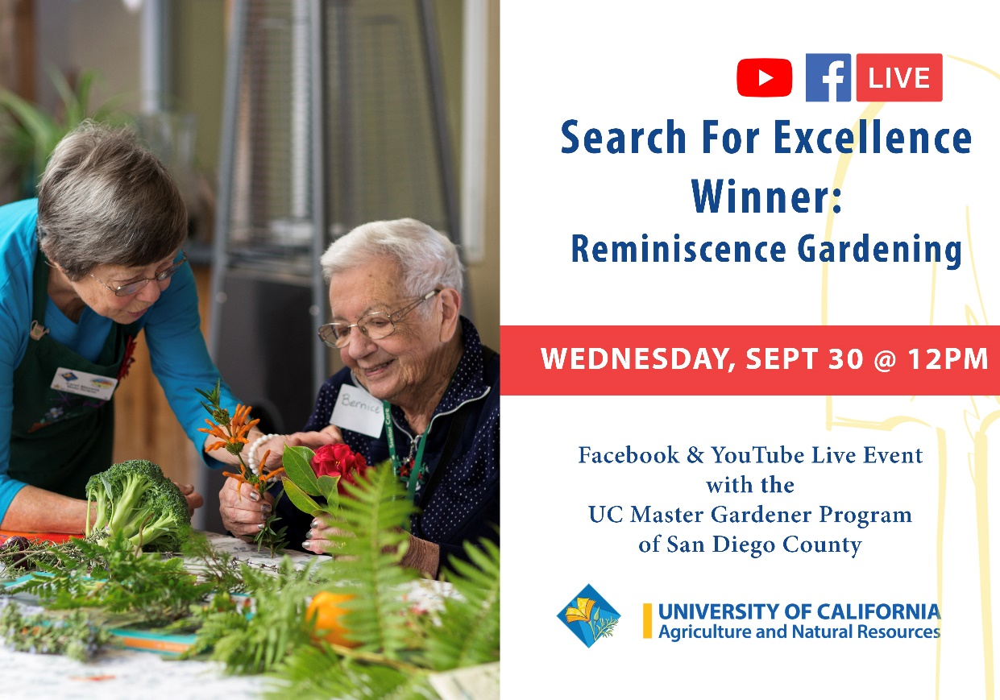 LIVE
Search For Excellence
Winner:
Reminiscence Gardening
WEDNESDAY, SEPT 30 @ 12PM
Facebook & YouTube Live Event
with the
UC Master Gardener Program
of San Diego County
UNIVERSITY OF CALIFORNIA
Agriculture and Natural Resources
Bernice